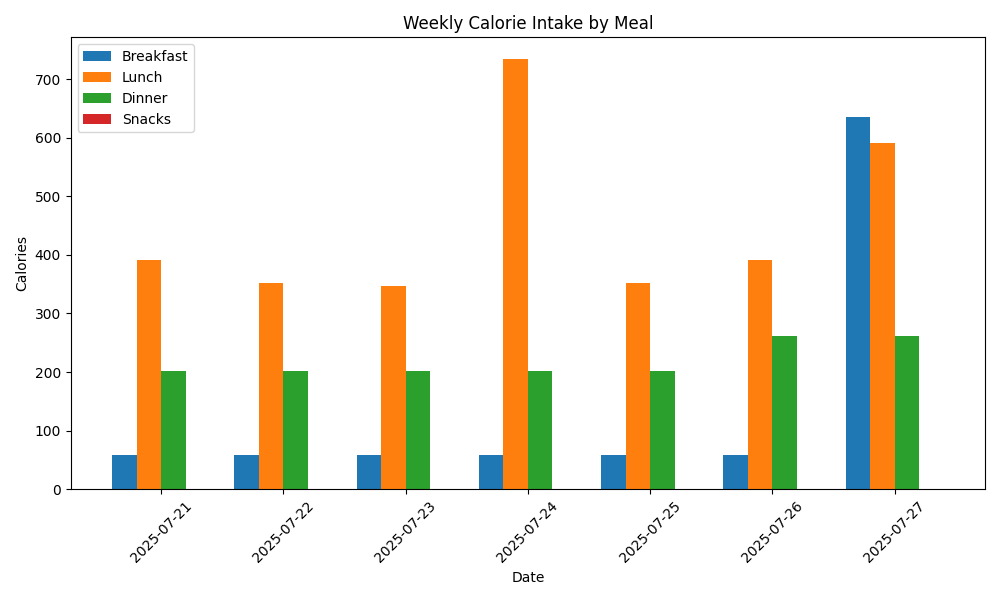 Weekly Calorie Intake by Meal
Breakfast
Lunch
Dinner
Snacks
Calories
700
600
500
400
300
200
100
0
2025-07-21
2025-07-22
2025-07-23
2025-07-24
2025-07-25
2025-07-26
2025-07-27
Date